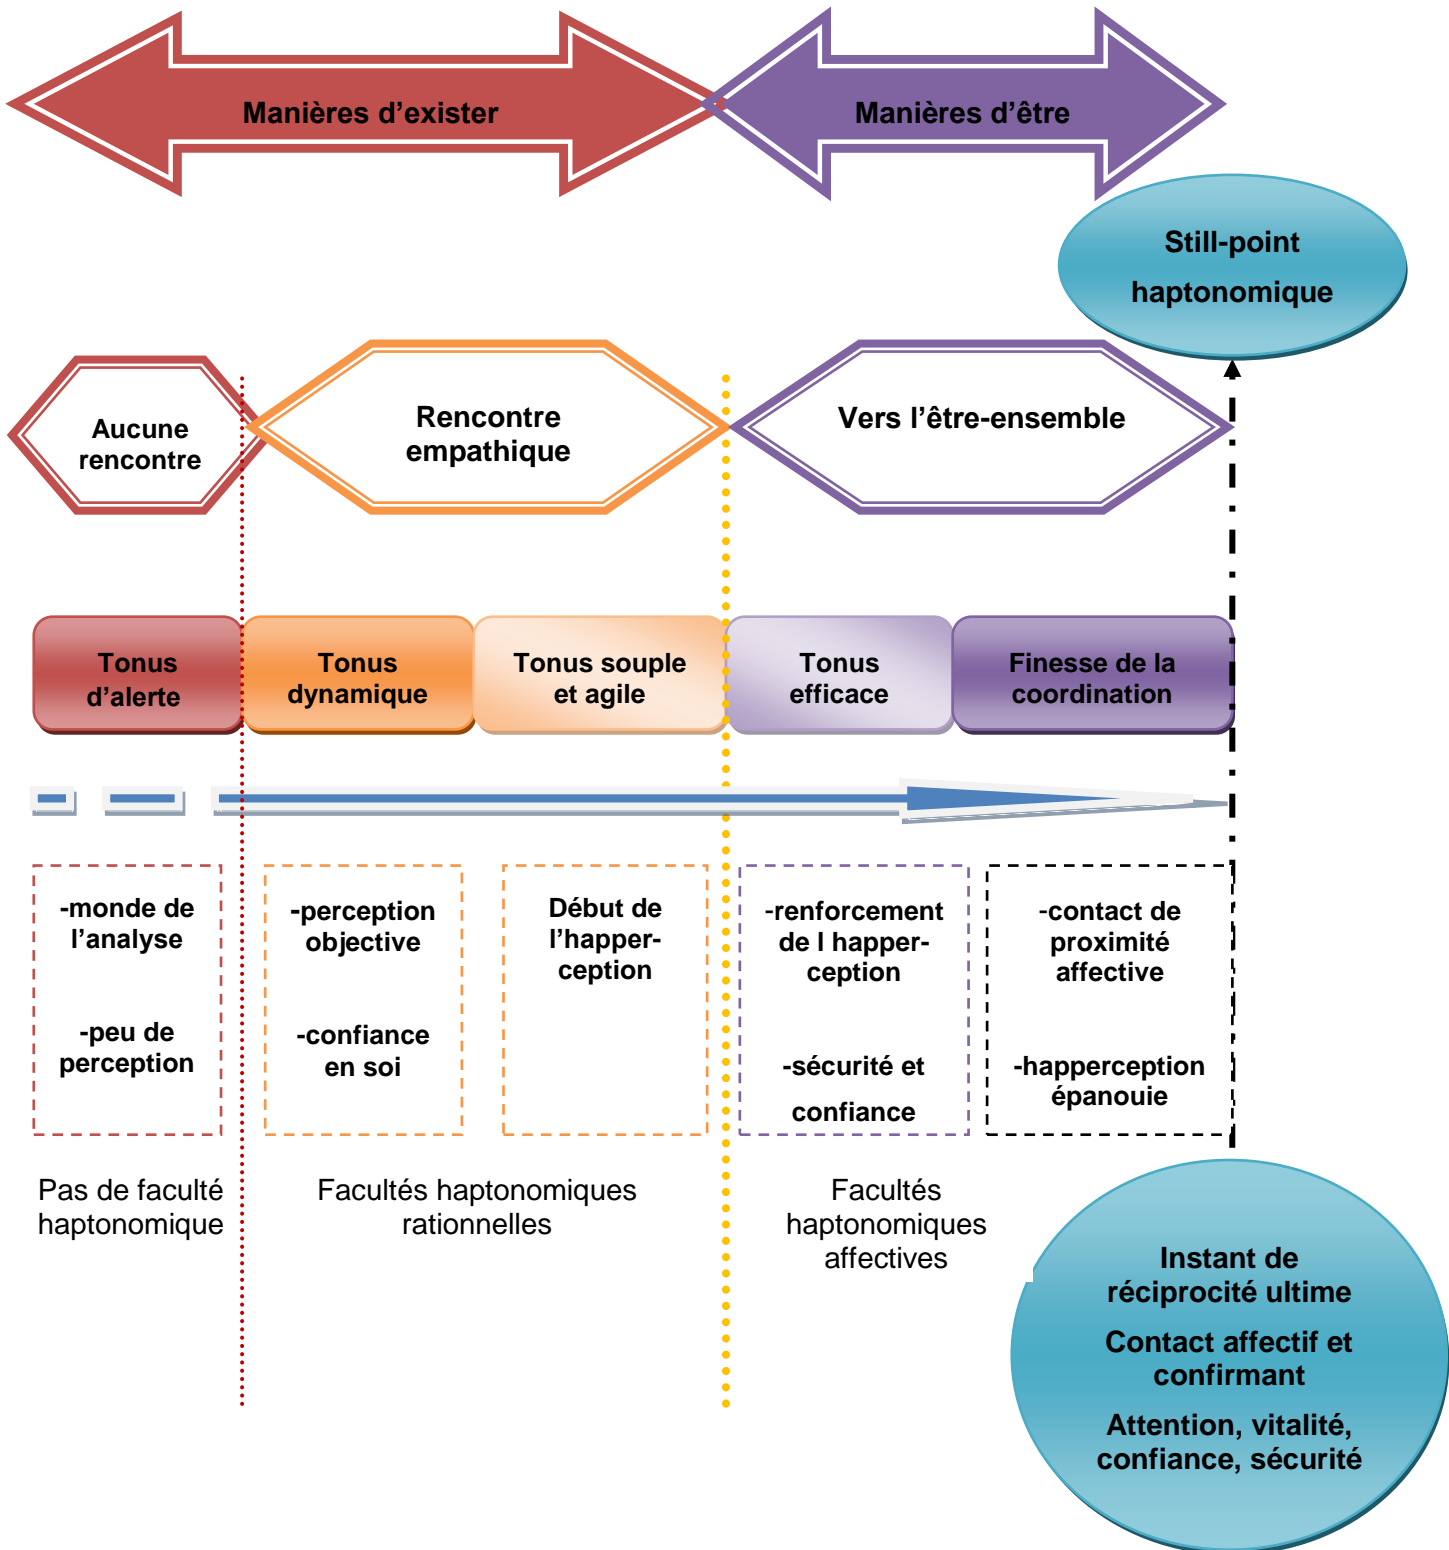 Manières d’exister
Manières d’être
Still-point
haptonomique
Aucune
rencontre
Rencontre
empathique
Vers l’être-ensemble
Tonus
d’alerte
Tonus
dynamique
Tonus souple
et agile
Tonus
efficace
Finesse de la
coordination
-monde de
l’analyse
-peu de
perception
-perception
objective
-confiance
en soi
Début de
l’happer-
ception
-renforcement
de l happer-
ception
-sécurité et
confiance
-contact de
proximité
affective
-happerception
épanouie
Pas de faculté
haptonomique
Facultés haptonomiques
rationnelles
Facultés
haptonomiques
affectives
Instant de
réciprocité ultime
Contact affectif et
confirmant
Attention, vitalité,
confiance, sécurité